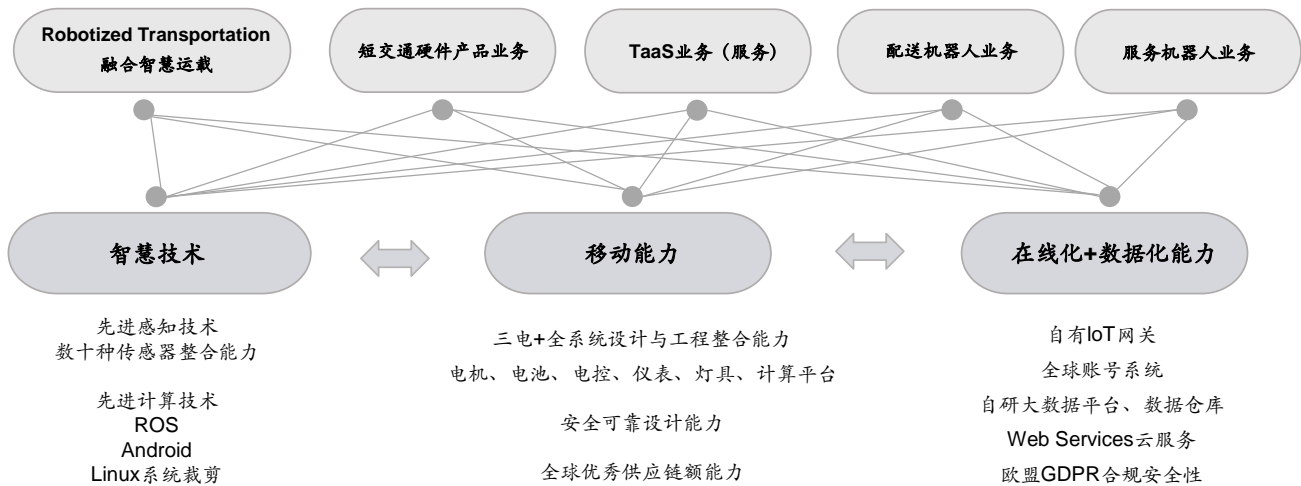 Robotized Transportation
融合智慧运载
短交通硬件产品业务
TaaS业务（服务）
配送机器人业务
服务机器人业务
智慧技术
移动能力
在线化+数据化能力
先进感知技术
数十种传感器整合能力
先进计算技术
ROS
Android
Linux系统裁剪
三电+全系统设计与工程整合能力
电机、电池、电控、仪表、灯具、计算平台
安全可靠设计能力
全球优秀供应链额能力
自有IoT网关
全球账号系统
自研大数据平台、数据仓库
Web Services云服务
欧盟GDPR合规安全性